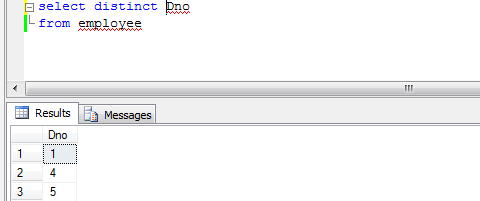 select distinct Dno
from employee
Results Messages
Dno
1 1
2 4
3 5